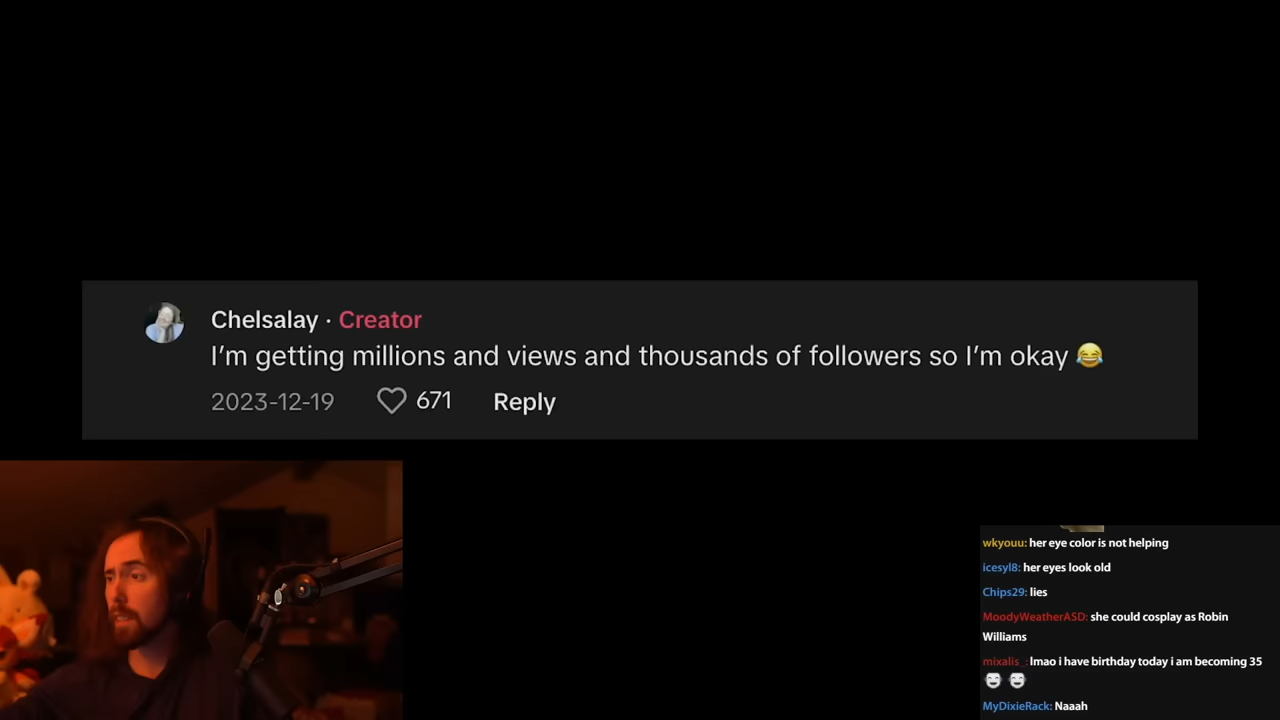 Chelsalay · Creator
I'm getting millions and views and thousands of followers so I'm okay 😂
2023-12-19 671 Reply
wkyouu: her eye color is not helping
icesyl8: her eyes look old
Chips29: lies
MoodyWeatherASD: she could cosplay as Robin
Williams
mixalis_: lmao i have birthday today i am becoming 35
MyDixieRack: Naaah